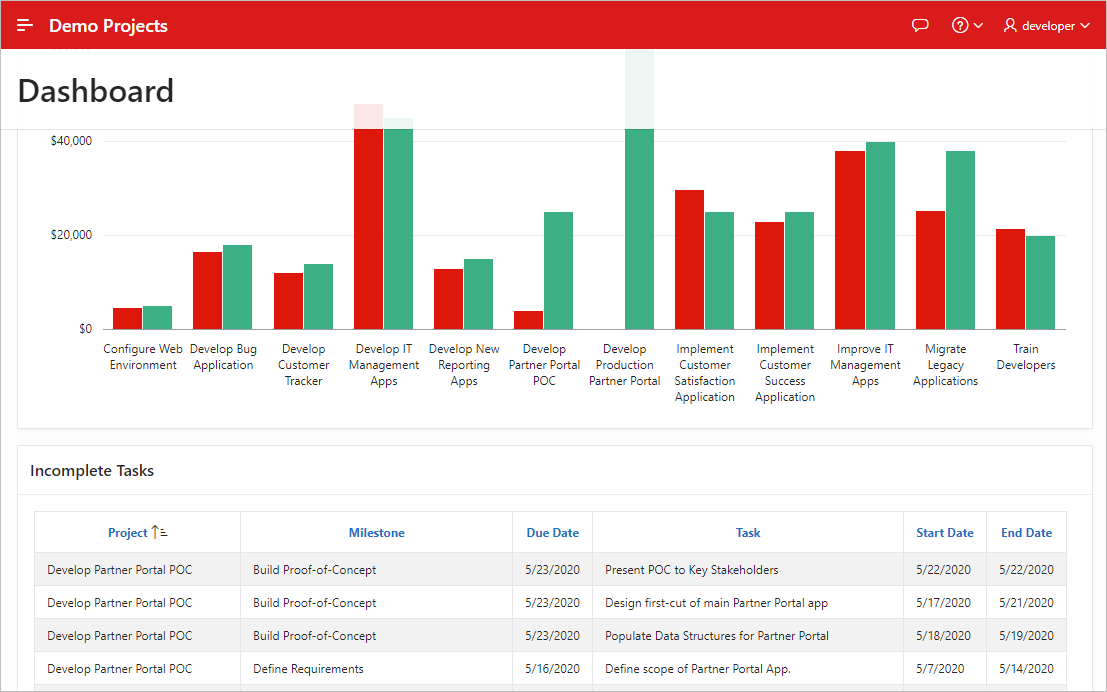 Demo Projects
developer
Dashboard
$40,000
$20,000
$0
Configure Web Environment
Develop Bug Application
Develop Customer Tracker
Develop IT Management Apps
Develop New Reporting Apps
Develop Partner Portal POC
Develop Production Partner Portal
Implement Customer Satisfaction Application
Implement Customer Success Application
Improve IT Management Apps
Migrate Legacy Applications
Train Developers
Incomplete Tasks
Project Milestone Due Date Task Start Date End Date
Develop Partner Portal POC Build Proof-of-Concept 5/23/2020 Present POC to Key Stakeholders 5/22/2020 5/22/2020
Develop Partner Portal POC Build Proof-of-Concept 5/23/2020 Design first-cut of main Partner Portal app 5/17/2020 5/21/2020
Develop Partner Portal POC Build Proof-of-Concept 5/23/2020 Populate Data Structures for Partner Portal 5/18/2020 5/19/2020
Develop Partner Portal POC Define Requirements 5/16/2020 Define scope of Partner Portal App. 5/7/2020 5/14/2020